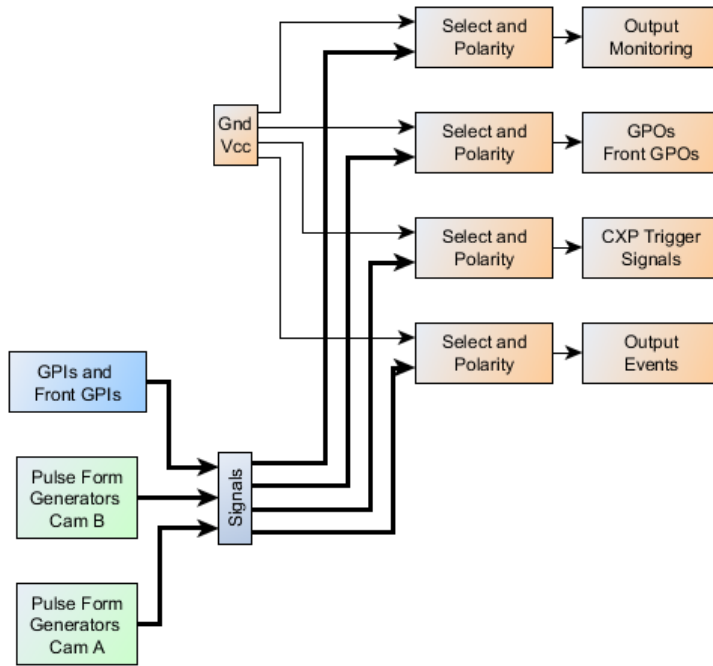 Select and
Polarity
Output
Monitoring
Gnd
Vcc
Select and
Polarity
GPOs
Front GPOs
Select and
Polarity
CXP Trigger
Signals
Select and
Polarity
Output
Events
GPIs and
Front GPIs
Pulse Form
Generators
Cam B
Signals
Pulse Form
Generators
Cam A